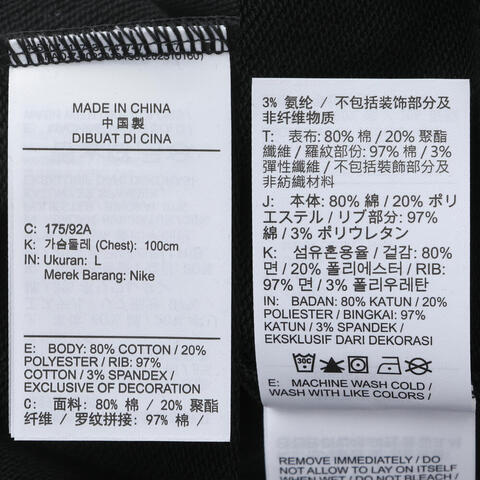 MADE IN CHINA
中国製
DIBUAT DI CINA
C: 175/92A
K: 가슴둘레 (Chest): 100cm
IN: Ukuran: L
Merek Barang: Nike
E: BODY: 80% COTTON / 20%
POLYESTER / RIB: 97%
COTTON / 3% SPANDEX /
EXCLUSIVE OF DECORATION
C: 面料: 80% 棉 / 20% 聚酯
纤维 / 罗纹拼接: 97% 棉 /
3% 氨纶 / 不包括装饰部分及
非纤维物质
T: 表布: 80% 棉 / 20% 聚酯
纖維 / 羅紋部份: 97% 棉 / 3%
彈性纖維 / 不包括飾部分及
非紡織材料
J: 本体: 80% 綿 / 20% ポリ
エステル / リブ部分: 97%
綿 / 3% ポリウレタン
K: 섬유혼용율 / 겉감: 80%
면 / 20% 폴리에스터 / RIB:
97% 면 / 3% 폴리우레탄
IN: BADAN: 80% KATUN / 20%
POLIESTER / BINGKAI: 97%
KATUN / 3% SPANDEK /
EKSKLUSIF DARI DEKORASI
30C
E: MACHINE WASH COLD /
WASH WITH LIKE COLORS /
REMOVE IMMEDIATELY / DO
NOT ALLOW TO LAY ON ITSELF
WHEN WET / DO NOT BLEACH /